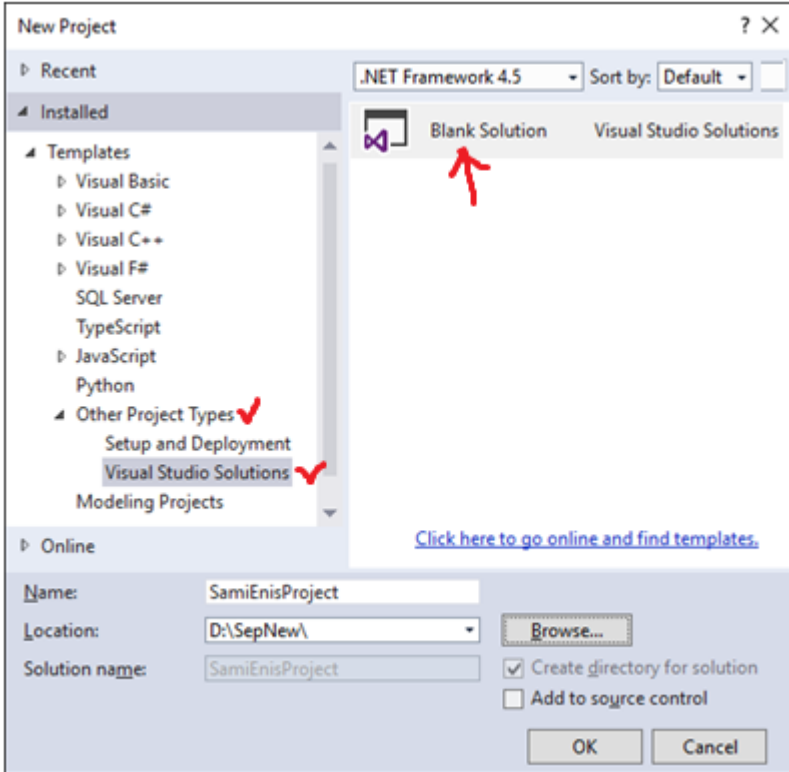 New Project
Recent
.NET Framework 4.5 Sort by: Default
Installed
Blank Solution Visual Studio Solutions
Templates
Visual Basic
Visual C#
Visual C++
Visual F#
SQL Server
TypeScript
JavaScript
Python
Other Project Types
Setup and Deployment
Visual Studio Solutions
Modeling Projects
Click here to go online and find templates.
Online
Name: SamiEnisProject
Location: D:\SepNew\ Browse...
Solution name: SamiEnisProject Create directory for solution
Add to source control
OK Cancel